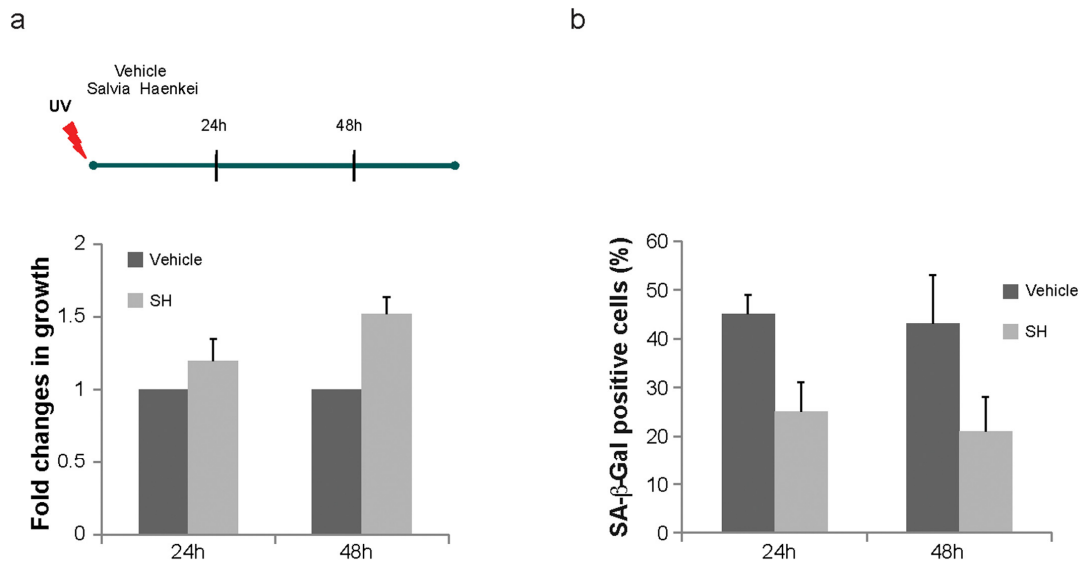 a
Vehicle
Salvia Haenkei
UV
24h
48h
Fold changes in growth
2
1.5
1
0.5
0
Vehicle
SH
24h
48h
b
SA-β-Gal positive cells (%)
60
50
40
30
20
10
0
Vehicle
SH
24h
48h